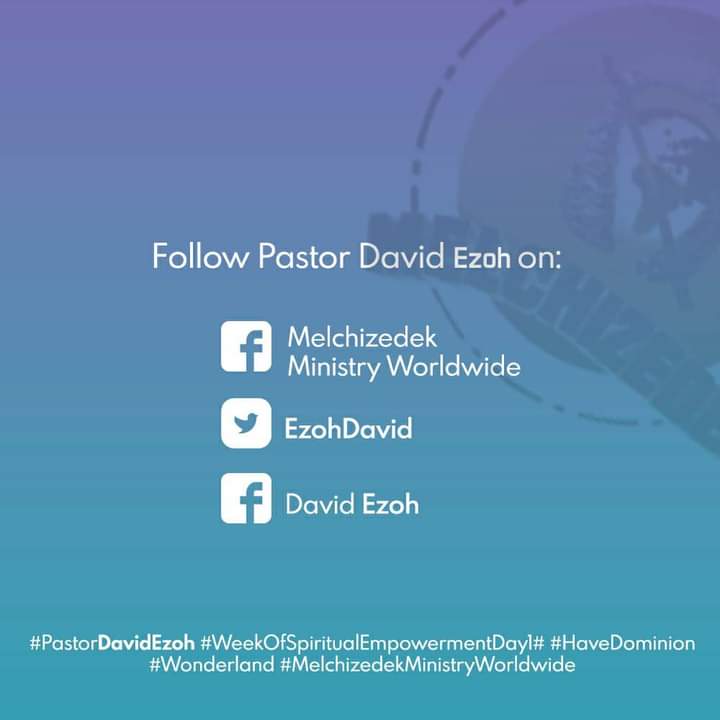 Follow Pastor David Ezoh on:
Melchizedek
Ministry Worldwide
EzohDavid
David Ezoh
#PastorDavidEzoh #WeekOfSpiritualEmpowermentDay1# #HaveDominion
#Wonderland #MelchizedekMinistryWorldwide